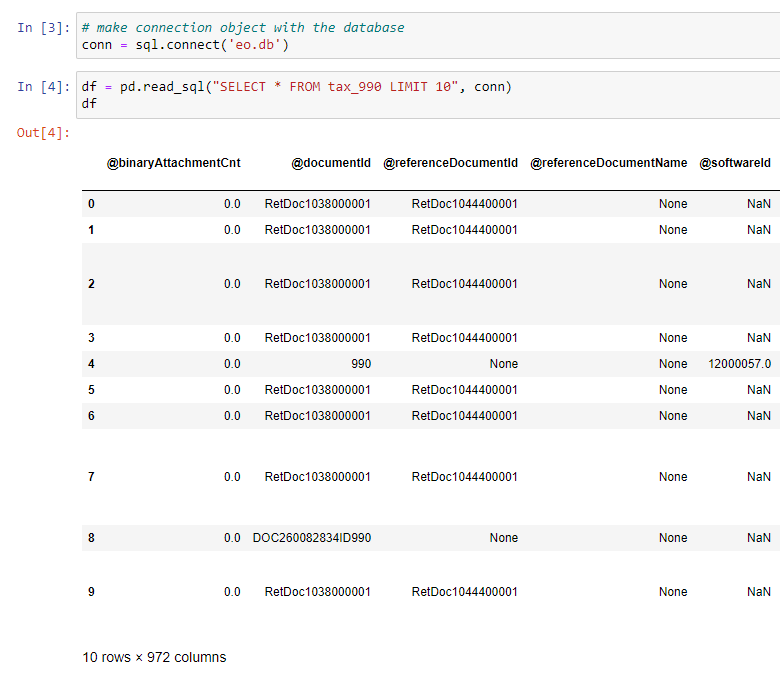 In [3]: # make connection object with the database
conn = sql.connect('eo.db')
In [4]: df = pd.read_sql("SELECT * FROM tax_990 LIMIT 10", conn)
df
Out[4]:
@binaryAttachmentCnt @documentId @referenceDocumentId @referenceDocumentName @softwareId
0 0.0 RetDoc1038000001 RetDoc1044400001 None NaN
1 0.0 RetDoc1038000001 RetDoc1044400001 None NaN
2 0.0 RetDoc1038000001 RetDoc1044400001 None NaN
3 0.0 RetDoc1038000001 RetDoc1044400001 None NaN
4 0.0 990 None None 12000057.0
5 0.0 RetDoc1038000001 RetDoc1044400001 None NaN
6 0.0 RetDoc1038000001 RetDoc1044400001 None NaN
7 0.0 RetDoc1038000001 RetDoc1044400001 None NaN
8 0.0 DOC260082834ID990 None None NaN
9 0.0 RetDoc1038000001 RetDoc1044400001 None NaN
10 rows × 972 columns